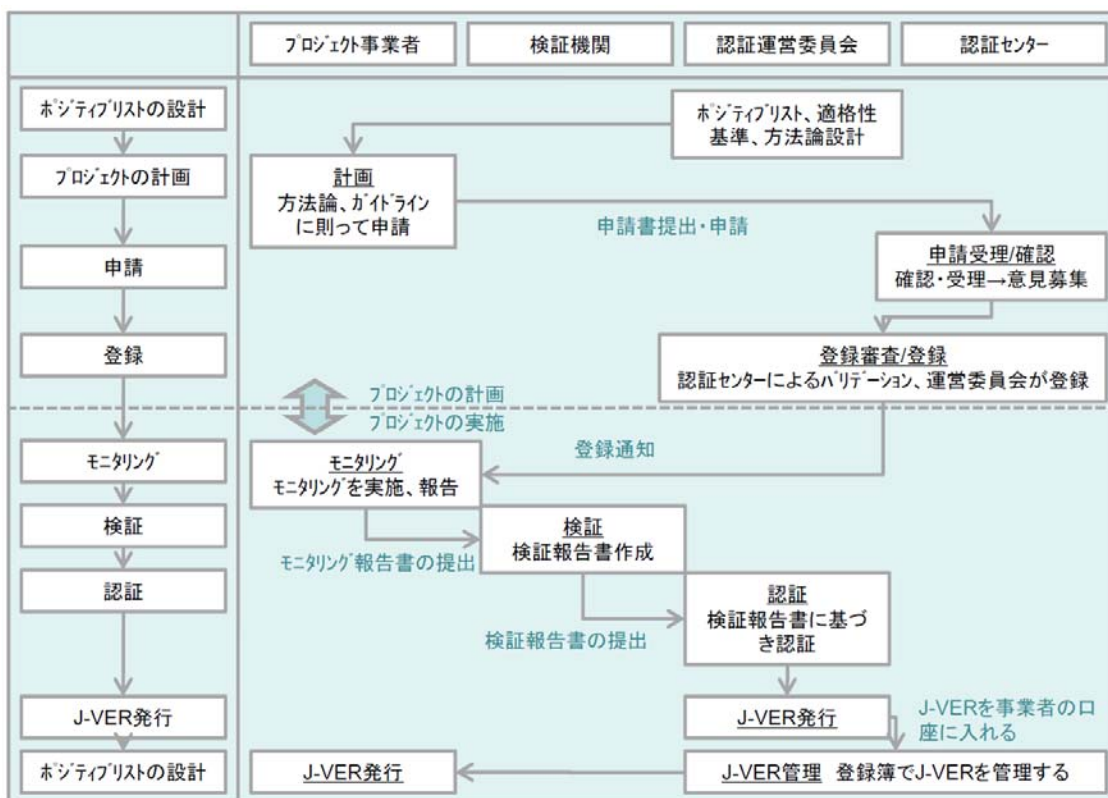 プロジェクト事業者
検証機関
認証運営委員会
認証センター
ポジティブリストの設計
ポジティブリスト、適格性
基準、方法論設計
プロジェクトの計画
計画
方法論、ガイドライン
に則って申請
申請書提出・申請
申請
申請受理/確認
確認・受理→意見募集
登録
登録審査/登録
認証センターによるバリデーション、運営委員会が登録
プロジェクトの計画
プロジェクトの実施
登録通知
モニタリング
モニタリング
モニタリングを実施、報告
検証
検証
検証報告書作成
モニタリング報告書の提出
認証
認証
検証報告書に基づ
き認証
検証報告書の提出
J-VER発行
J-VER発行
J-VERを事業者の口
座に入れる
ポジティブリストの設計
J-VER発行
J-VER管理 登録簿でJ-VERを管理する